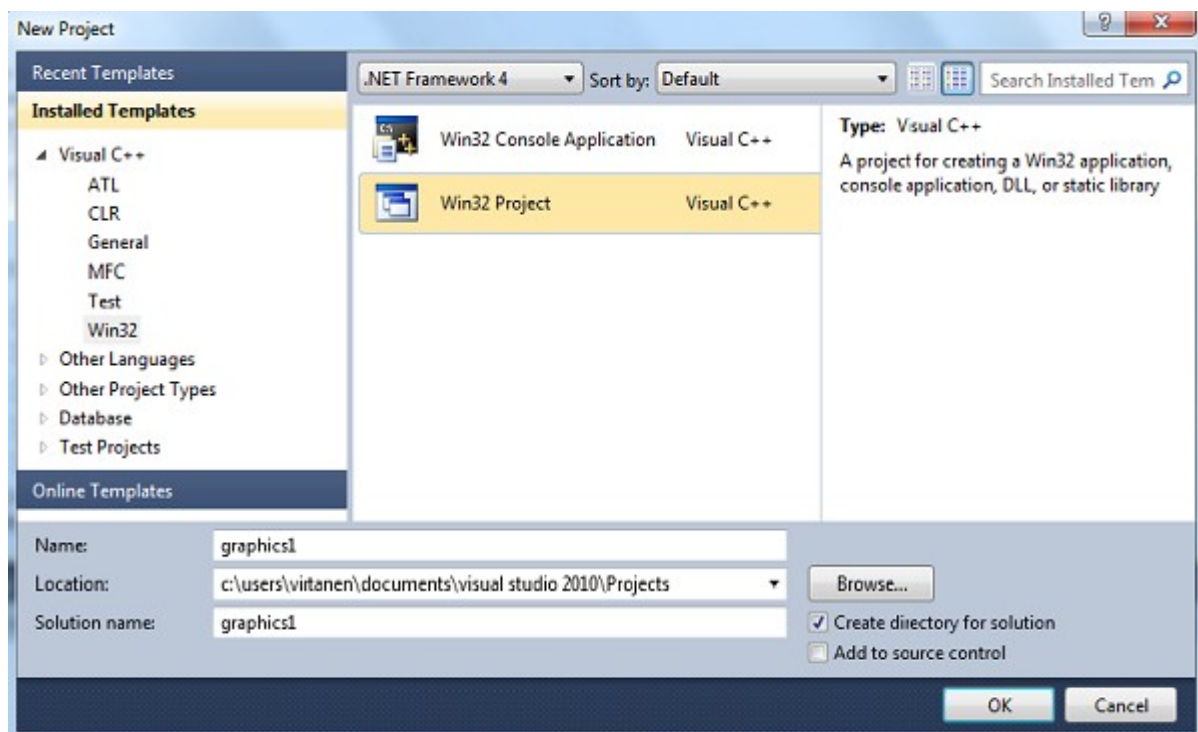 New Project
Recent Templates
Installed Templates
Visual C++
ATL
CLR
General
MFC
Test
Win32
Other Languages
Other Project Types
Database
Test Projects
Online Templates
.NET Framework 4
Sort by: Default
Search Installed Tem
Win32 Console Application Visual C++
Win32 Project Visual C++
Type: Visual C++
A project for creating a Win32 application,
console application, DLL, or static library
Name: graphics1
Location: c:\users\virtanen\documents\visual studio 2010\Projects
Browse...
Solution name: graphics1
Create directory for solution
Add to source control
OK
Cancel